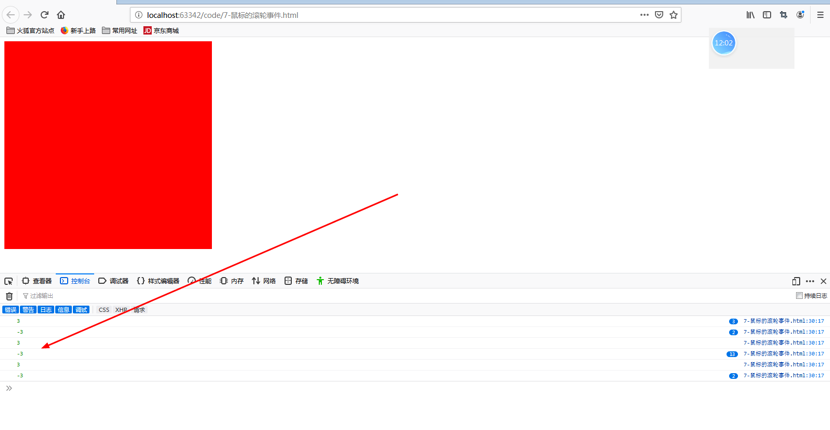 localhost:63342/code/7-鼠标的滚轮事件.html
火狐官方站点 新手上路 常用网址 JD 京东商城
12:02
查看器 控制台 调试器 样式编辑器 性能 内存 网络 存储 无障碍环境
过滤输出 持续日志
错误 警告 日志 信息 调试 CSS XHR 请求
3 7-鼠标的滚轮事件.html:30:17
-3 2 7-鼠标的滚轮事件.html:30:17
3 7-鼠标的滚轮事件.html:30:17
-3 13 7-鼠标的滚轮事件.html:30:17
3 7-鼠标的滚轮事件.html:30:17
-3 2 7-鼠标的滚轮事件.html:30:17